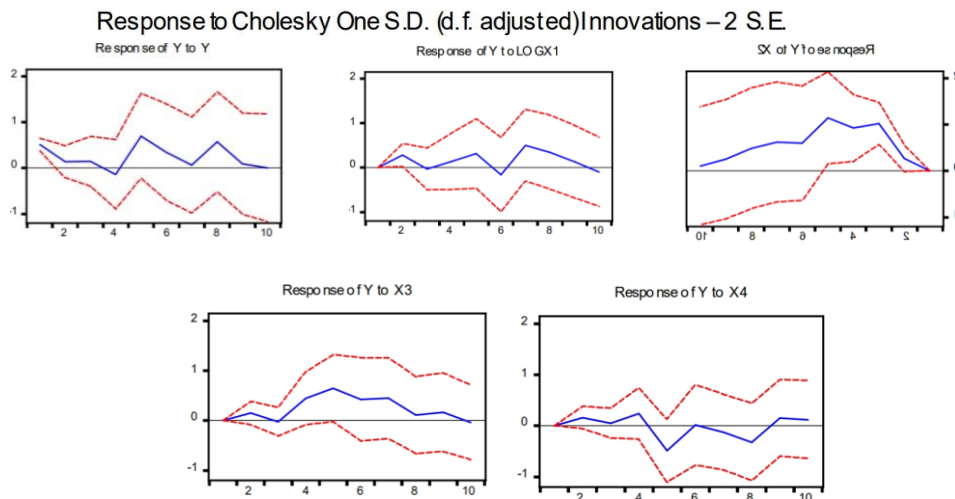 Response to Cholesky One S.D. (d.f. adjusted) Innovations – 2 S.E.
Response of Y to Y
2
1
0
-1
2 4 6 8 10
Response of Y to LOGX1
2
1
0
-1
2 4 6 8 10
Response of Y to X2
10 8 6 4 2
Response of Y to X3
2
1
0
-1
2 4 6 8 10
Response of Y to X4
2
1
0
-1
2 4 6 8 10